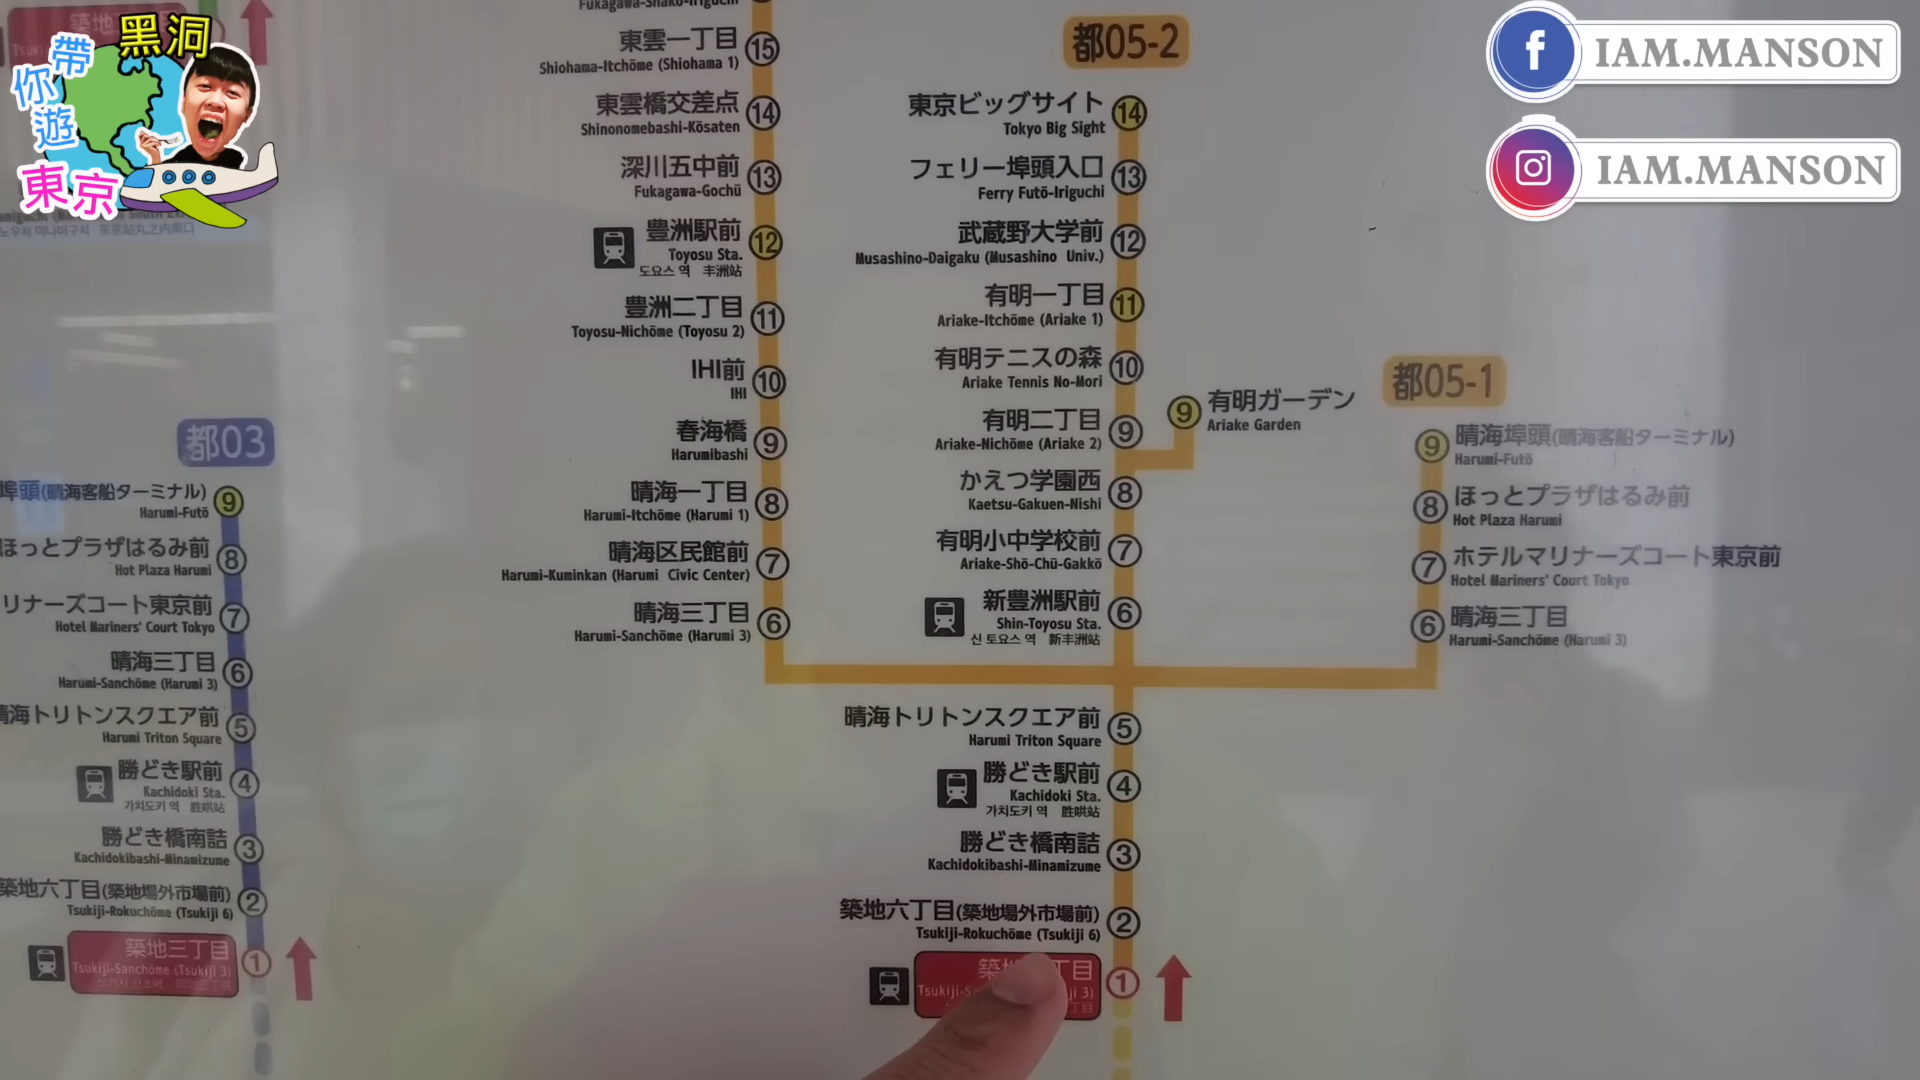 黑洞
帶
你
遊
東京
IAM.MANSON
IAM.MANSON
都03
埠頭(晴海客船ターミナル) 9
Harumi-Futō
ほっとプラザはるみ前 8
Hot Plaza Harumi
リナーズコート東京前 7
Hotel Mariners' Court Tokyo
晴海三丁目 6
Harumi-Sanchōme (Harumi 3)
晴海トリトンスクエア前 5
Harumi Triton Square
勝どき駅前 4
Kachidoki Sta.
가치도키 역 胜哄站
勝どき橋南詰 3
Kachidokibashi-Minamizume
築地六丁目(築地場外市場前) 2
Tsukiji-Rokuchōme (Tsukiji 6)
築地三丁目 1
Tsukiji-Sanchōme (Tsukiji 3)
Fukagawa-Shako-Iriguchi
東雲一丁目 15
Shiohama-Itchōme (Shiohama 1)
東雲橋交差点 14
Shinonomebashi-Kōsaten
深川五中前 13
Fukagawa-Gochū
豊洲駅前 12
Toyosu Sta.
도요스 역 丰洲站
豊洲二丁目 11
Toyosu-Nichōme (Toyosu 2)
IHI前 10
IHI
春海橋 9
Harumibashi
晴海一丁目 8
Harumi-Itchōme (Harumi 1)
晴海区民館前 7
Harumi-Kuminkan (Harumi Civic Center)
晴海三丁目 6
Harumi-Sanchōme (Harumi 3)
都05-2
東京ビッグサイト 14
Tokyo Big Sight
フェリー埠頭入口 13
Ferry Futō-Iriguchi
武蔵野大学前 12
Musashino-Daigaku (Musashino Univ.)
有明一丁目 11
Ariake-Itchōme (Ariake 1)
有明テニスの森 10
Ariake Tennis No-Mori
有明二丁目 9
Ariake-Nichōme (Ariake 2)
9 有明ガーデン
Ariake Garden
かえつ学園西 8
Kaetsu-Gakuen-Nishi
有明小中学校前 7
Ariake-Shō-Chū-Gakkō
新豊洲駅前 6
Shin-Toyosu Sta.
신 토요스 역 新丰洲站
都05-1
9 晴海埠頭(晴海客船ターミナル)
Harumi-Futō
8 ほっとプラザはるみ前
Hot Plaza Harumi
7 ホテルマリナーズコート東京前
Hotel Mariners' Court Tokyo
6 晴海三丁目
Harumi-Sanchōme (Harumi 3)
晴海トリトンスクエア前 5
Harumi Triton Square
勝どき駅前 4
Kachidoki Sta.
가치도키 역 胜哄站
勝どき橋南詰 3
Kachidokibashi-Minamizume
築地六丁目(築地場外市場前) 2
Tsukiji-Rokuchōme (Tsukiji 6)
丁目 1